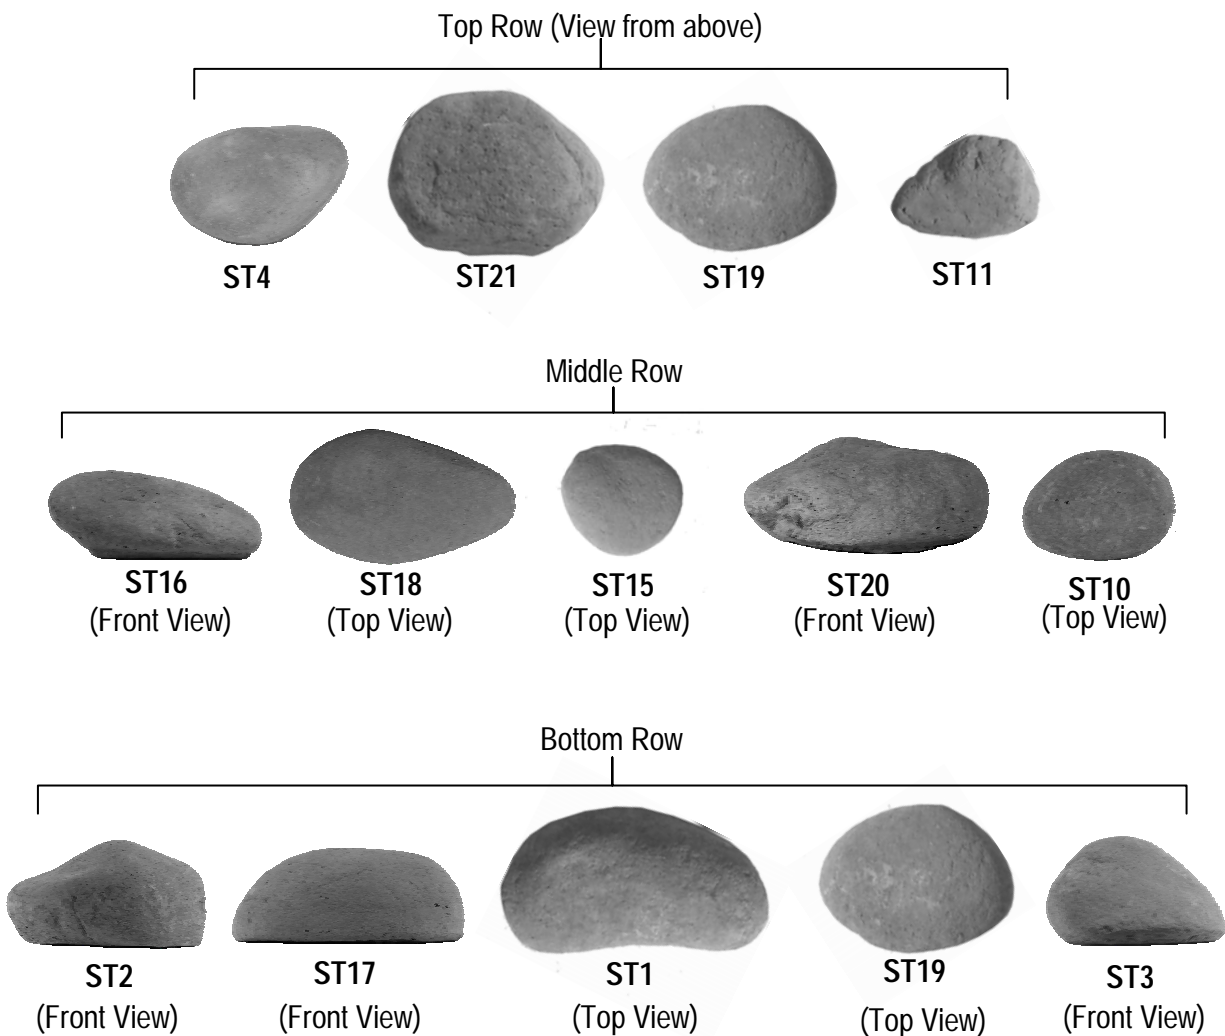 Top Row (View from above)
ST4 ST21 ST19 ST11
Middle Row
ST16 ST18 ST15 ST20 ST10
(Front View) (Top View) (Top View) (Front View) (Top View)
Bottom Row
ST2 ST17 ST1 ST19 ST3
(Front View) (Front View) (Top View) (Top View) (Front View)